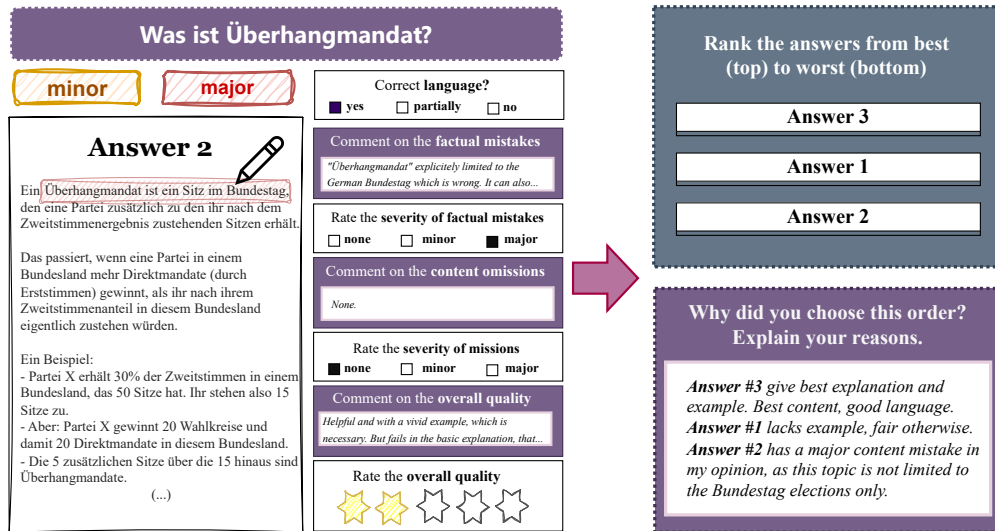 Was ist Überhangmandat?
minor
major
Answer 2
Ein Überhangmandat ist ein Sitz im Bundestag,
den eine Partei zusätzlich zu den ihr nach dem
Zweitstimmenergebnis zustehenden Sitzen erhält.
Das passiert, wenn eine Partei in einem
Bundesland mehr Direktmandate (durch
Erststimmen) gewinnt, als ihr nach ihrem
Zweitstimmenanteil in diesem Bundesland
eigentlich zustehen würden.
Ein Beispiel:
- Partei X erhält 30% der Zweitstimmen in einem
Bundesland, das 50 Sitze hat. Ihr stehen also 15
Sitze zu.
- Aber: Partei X gewinnt 20 Wahlkreise und
damit 20 Direktmandate in diesem Bundesland.
- Die 5 zusätzlichen Sitze über die 15 hinaus sind
Überhangmandate.
(...)
Correct language?
yes partially no
Comment on the factual mistakes
"Überhangmandat" explicitely limited to the
German Bundestag which is wrong. It can also...
Rate the severity of factual mistakes
none minor major
Comment on the content omissions
None.
Rate the severity of missions
none minor major
Comment on the overall quality
Helpful and with a vivid example, which is
necessary. But fails in the basic explanation, that...
Rate the overall quality
Rank the answers from best
(top) to worst (bottom)
Answer 3
Answer 1
Answer 2
Why did you choose this order?
Explain your reasons.
Answer #3 give best explanation and
example. Best content, good language.
Answer #1 lacks example, fair otherwise.
Answer #2 has a major content mistake in
my opinion, as this topic is not limited to
the Bundestag elections only.